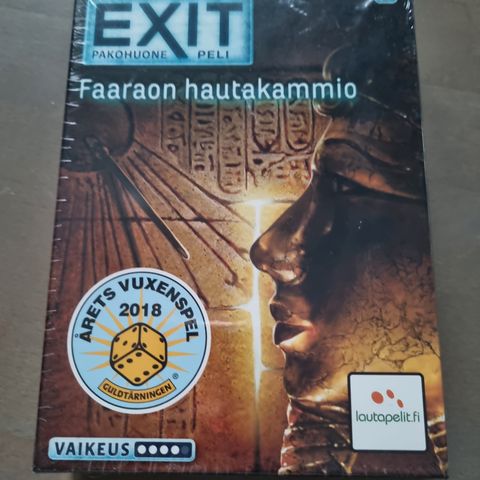 EXIT
PAKOHUONE PELI
Faaraon hautakammio
ÅRETS VUXENSPEL
2018
GULDTÄRNINGEN
®
lautapelit.fi
VAIKEUS